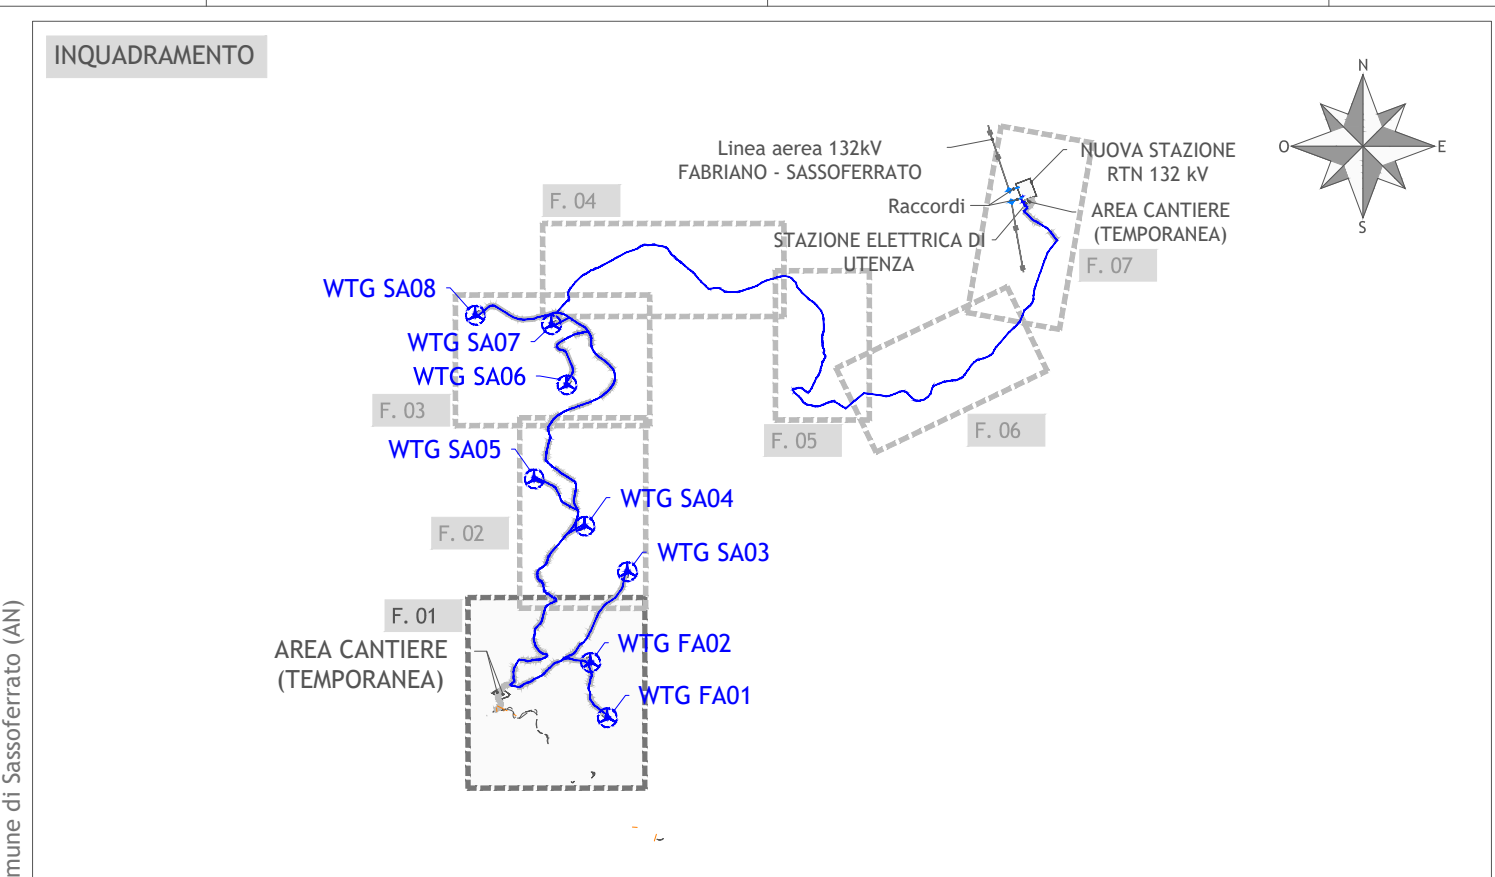 INQUADRAMENTO
N
O
E
S
Linea aerea 132kV
FABRIANO - SASSOFERRATO
NUOVA STAZIONE
RTN 132 kV
Raccordi
AREA CANTIERE
(TEMPORANEA)
STAZIONE ELETTRICA DI
UTENZA
F. 04
F. 07
WTG SA08
WTG SA07
WTG SA06
F. 03
F. 05
F. 06
WTG SA05
WTG SA04
F. 02
WTG SA03
F. 01
AREA CANTIERE
(TEMPORANEA)
WTG FA02
WTG FA01
mune di Sassoferrato (AN)